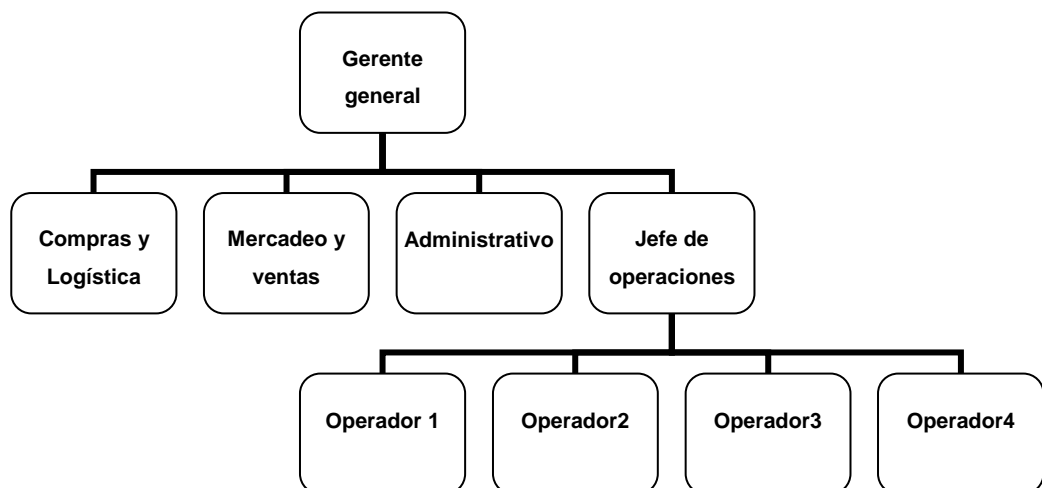 Gerente
general
Compras y
Logística
Mercadeo y
ventas
Administrativo
Jefe de
operaciones
Operador 1
Operador2
Operador3
Operador4